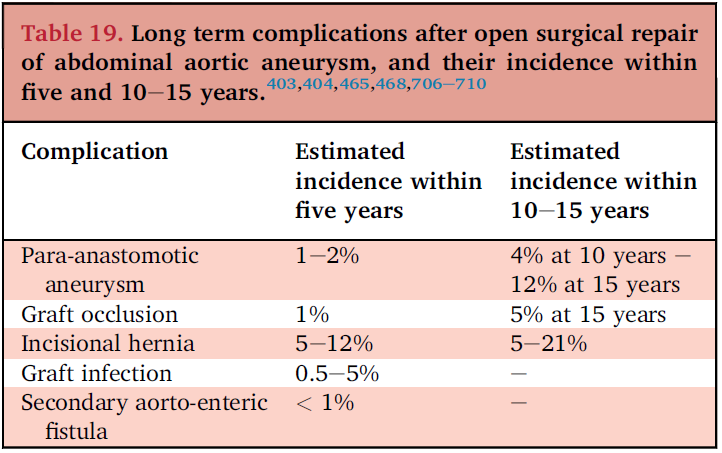 Table 19. Long term complications after open surgical repair
of abdominal aortic aneurysm, and their incidence within
five and 10–15 years.403,404,465,468,706–710
Complication Estimated incidence within five years Estimated incidence within 10–15 years
Para-anastomotic aneurysm 1–2% 4% at 10 years – 12% at 15 years
Graft occlusion 1% 5% at 15 years
Incisional hernia 5–12% 5–21%
Graft infection 0.5–5% –
Secondary aorto-enteric fistula < 1% –